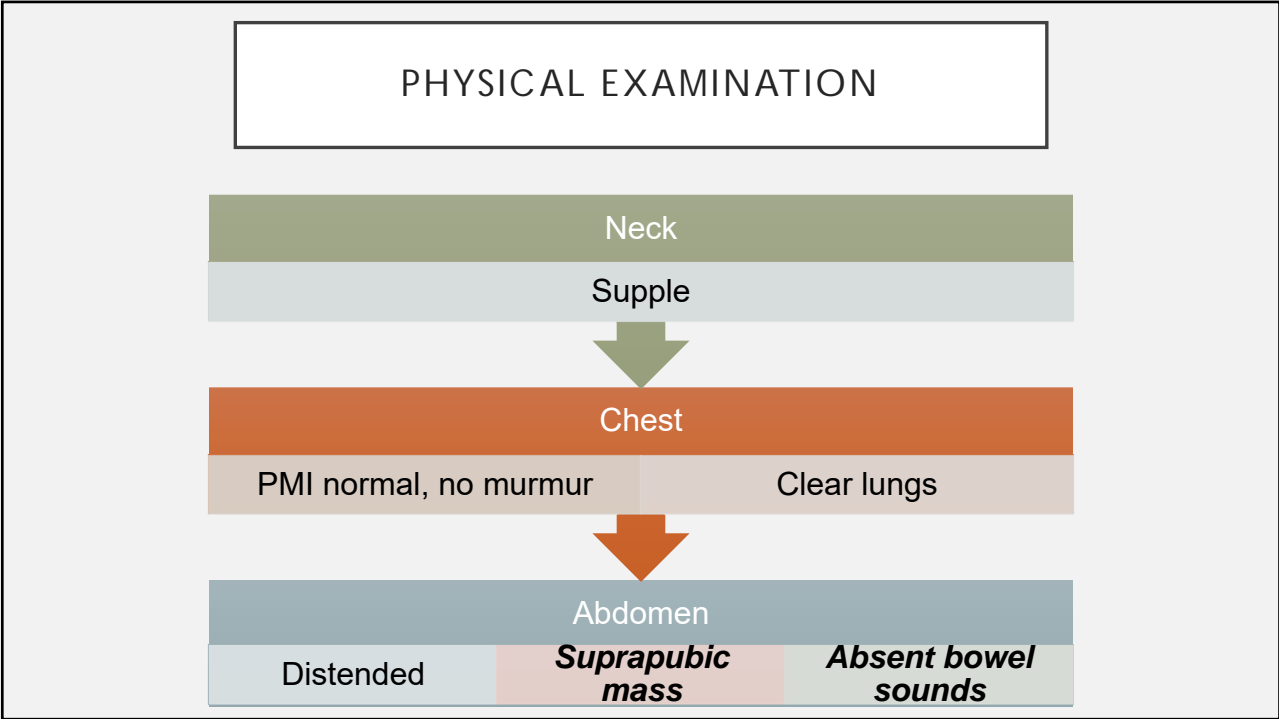 PHYSICAL EXAMINATION
Neck
Supple
Chest
PMI normal, no murmur
Clear lungs
Abdomen
Distended
Suprapubic
mass
Absent bowel
sounds